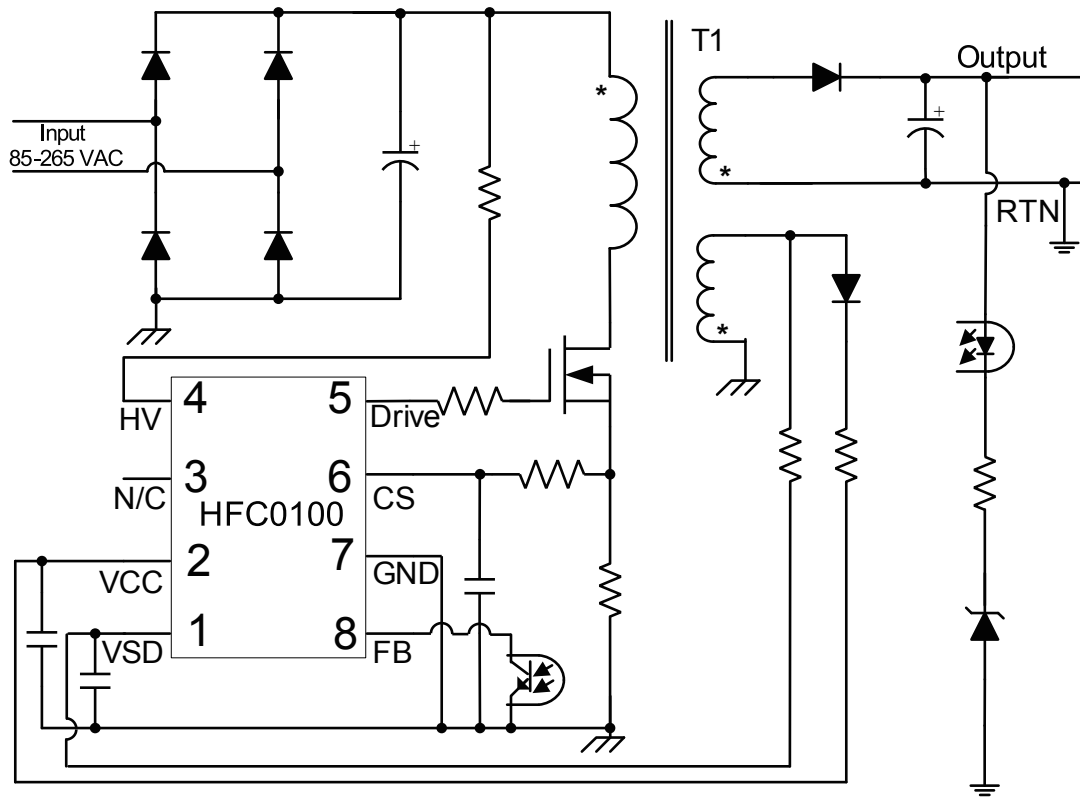 T1
Output
*
Input
85-265 VAC
+
+
*
RTN
*
4
5
HV
Drive
3
6
N/C
CS
HFC0100
2
7
VCC
GND
1
8
VSD
FB